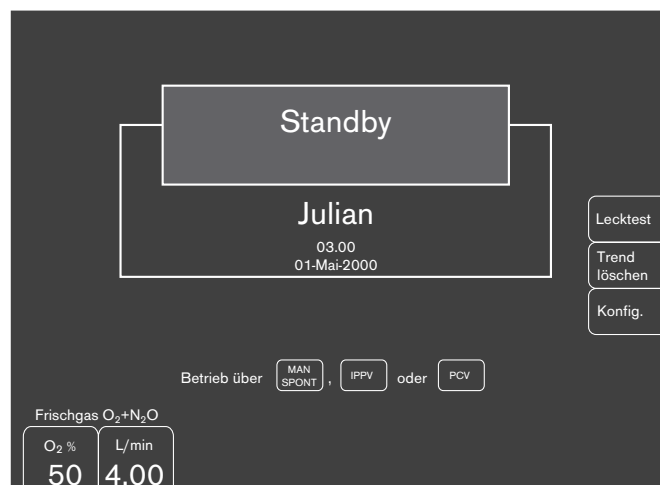 Standby
Julian
03.00
01-Mai-2000
Lecktest
Trend
löschen
Konfig.
Betrieb über MAN SPONT , IPPV oder PCV
Frischgas O₂+N₂O
O₂ % L/min
50 4.00